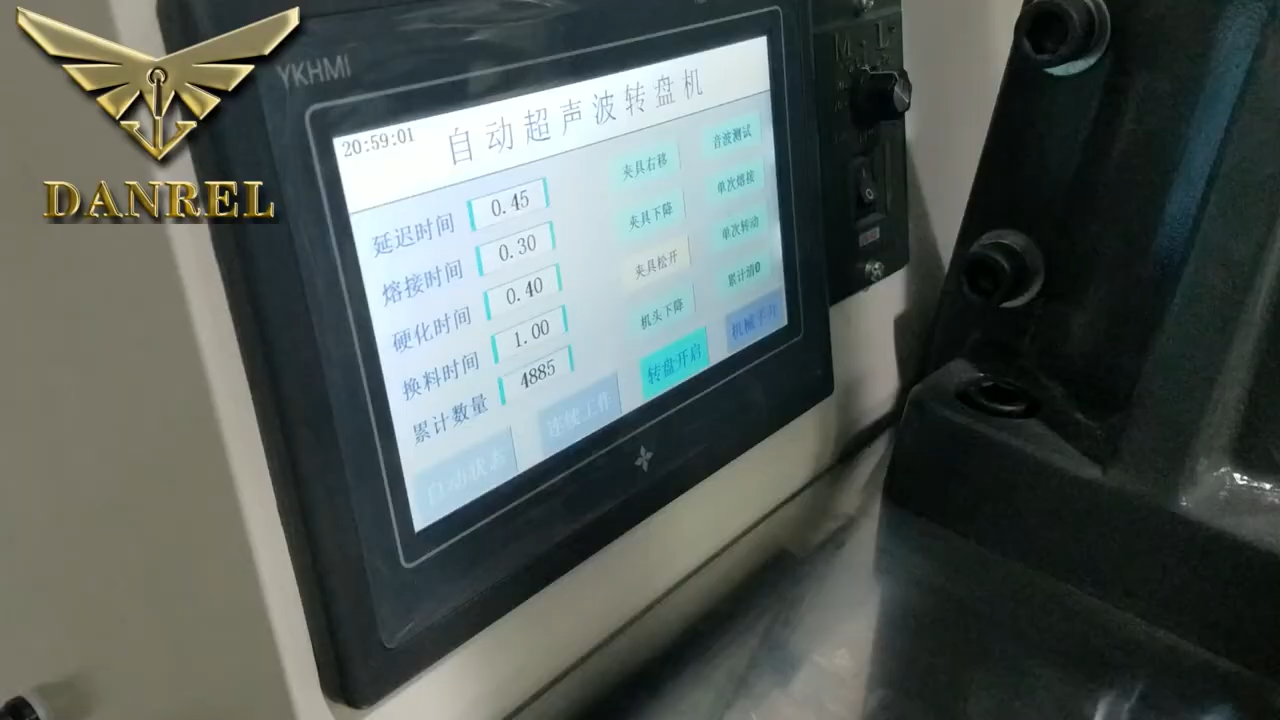 DANREL
YKHMI
20:59:01
自动超声波转盘机
延迟时间 0.45
熔接时间 0.30
硬化时间 0.40
换料时间 1.00
累计数量 4885
自动状态
连续工作
夹具右移
夹具下降
夹具松开
机头下降
转盘开启
音波测试
单次熔接
单次转动
累计清0
机械手